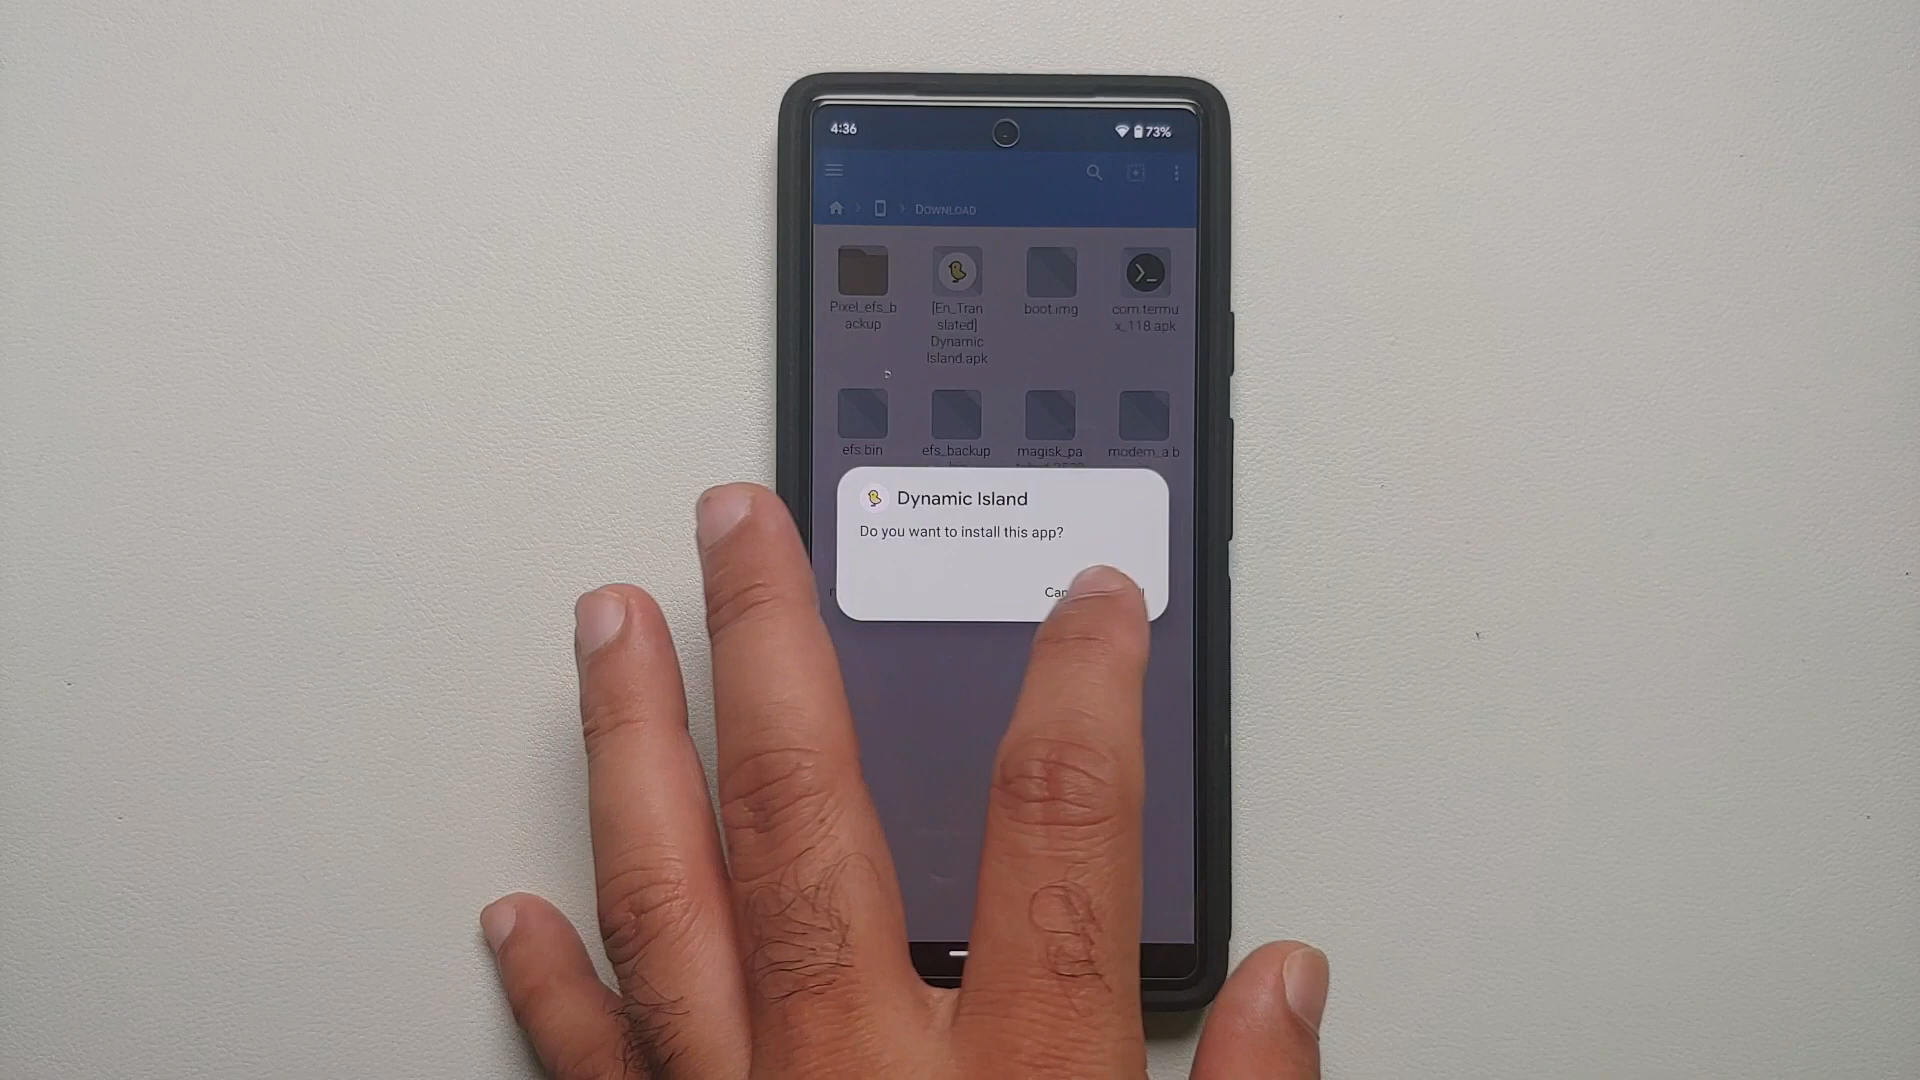 4:36
73%
Download
Pixel_efs_b
ackup
[En_Tran
slated]
Dynamic
Island.apk
boot.img
com.termu
x_118.apk
efs.bin
efs_backup
magisk_pa
modem_a.b
Dynamic Island
Do you want to install this app?